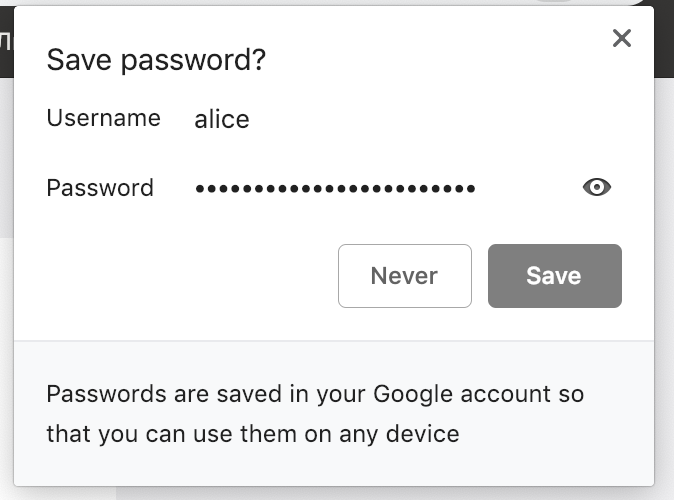 Save password?
Username alice
Password ••••••••••••••••••••••••
Never Save
Passwords are saved in your Google account so
that you can use them on any device